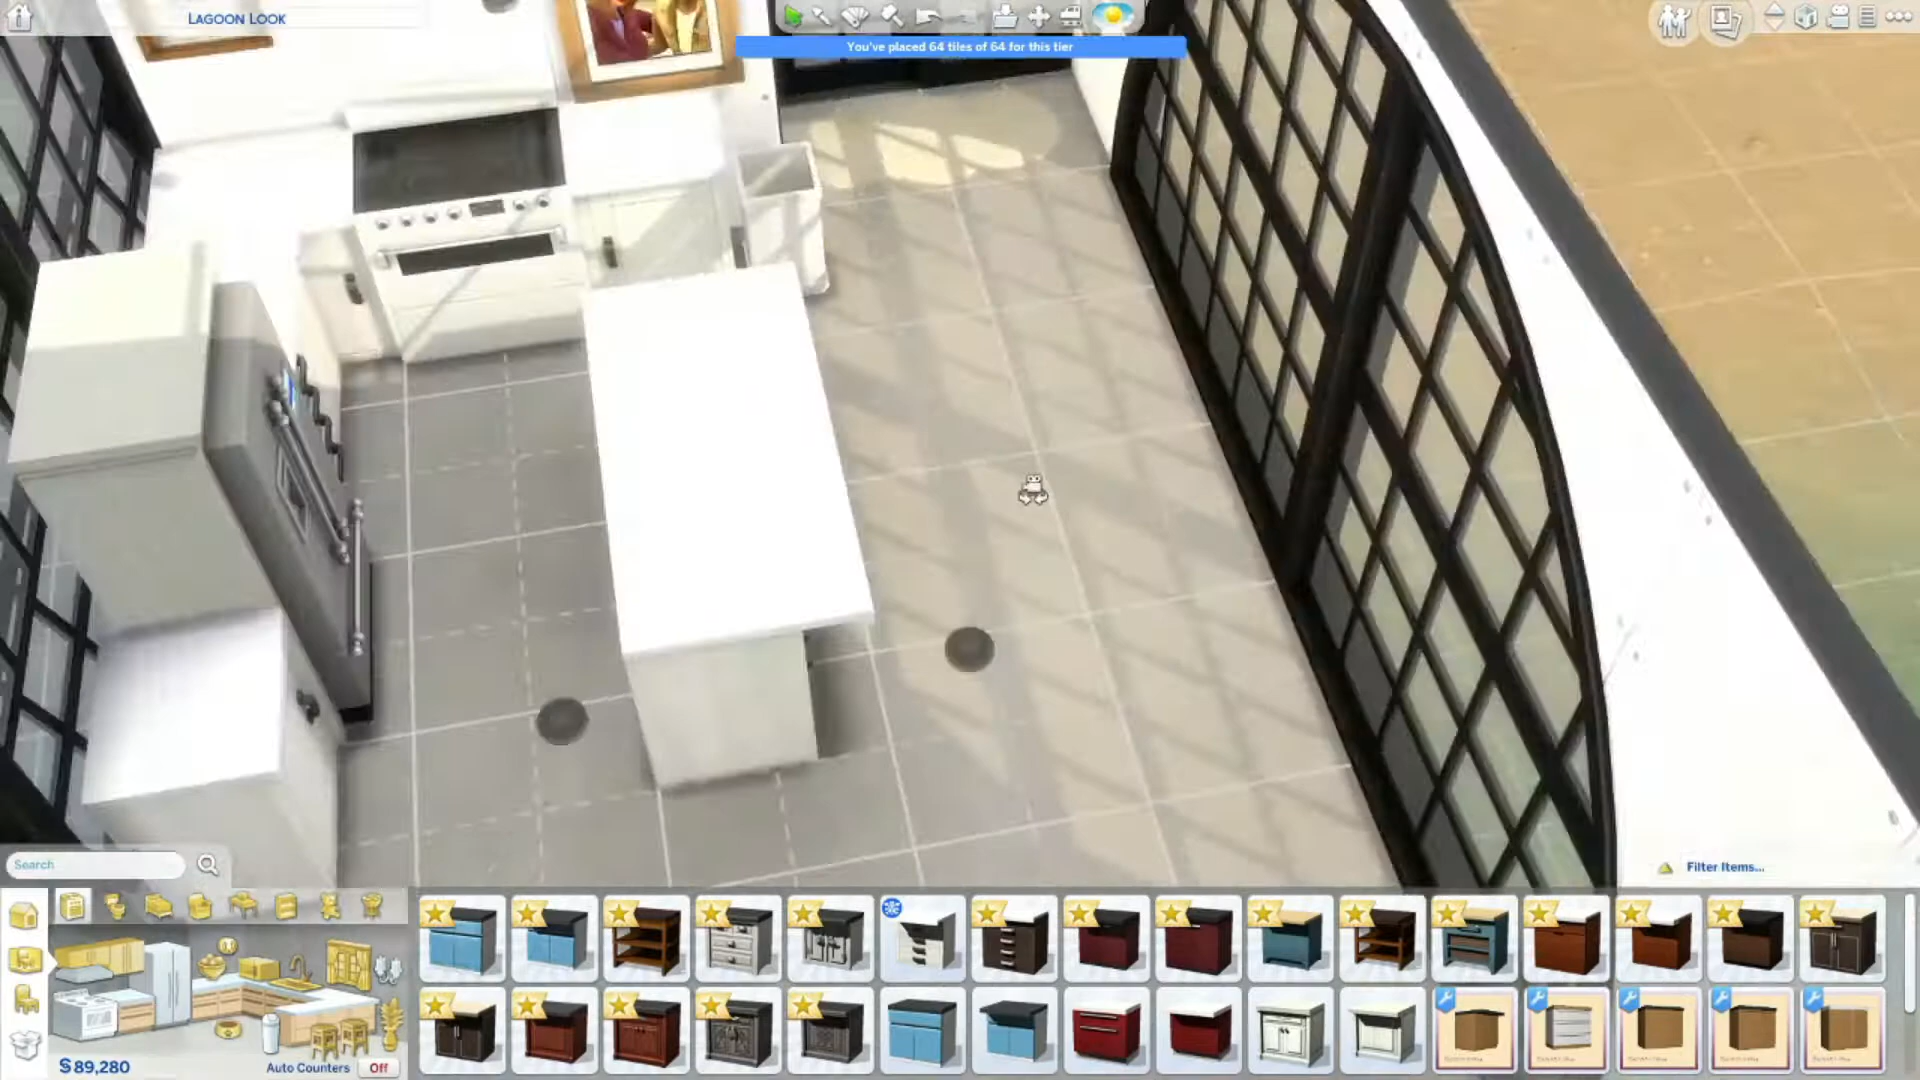 LAGOON LOOK
You've placed 64 tiles of 64 for this tier
Search
Filter Items...
§89,280
Auto Counters
Off